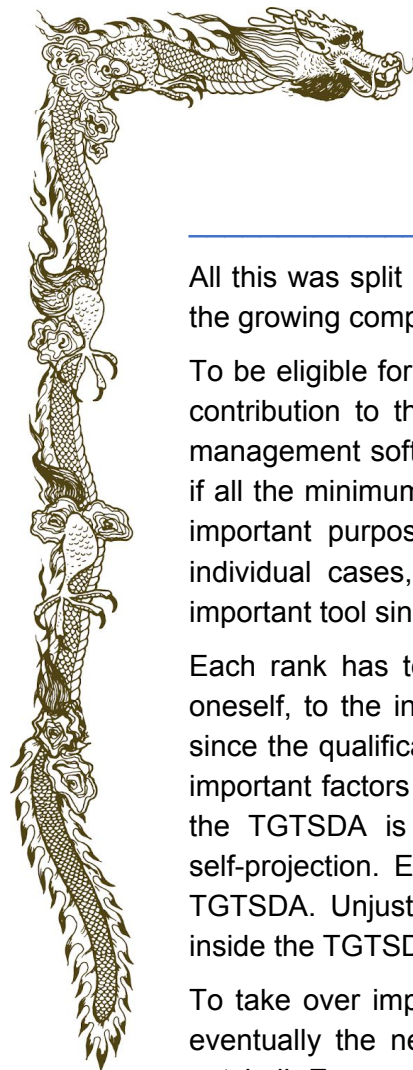 All this was split
the growing comp
To be eligible for
contribution to th
management soft
if all the minimum
important purpos
individual cases,
important tool sin
Each rank has to
oneself, to the in
since the qualifica
important factors
the TGTSDA is
self-projection. E
TGTSDA. Unjust
inside the TGTSD
To take over imp
eventually the ne